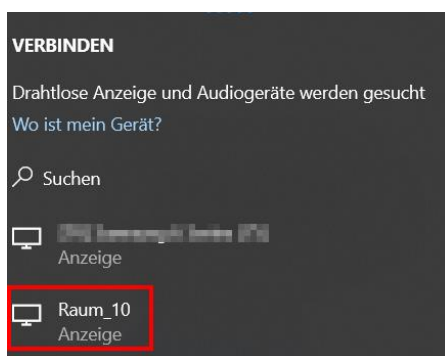 VERBINDEN
Drahtlose Anzeige und Audiogeräte werden gesucht
Wo ist mein Gerät?
Suchen
Anzeige
Raum_10
Anzeige